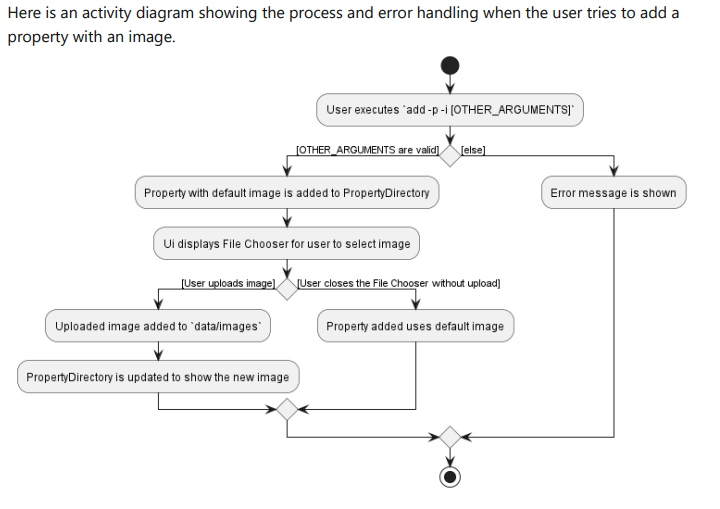 Here is an activity diagram showing the process and error handling when the user tries to add a
property with an image.
User executes `add -p -i [OTHER_ARGUMENTS]`
[OTHER_ARGUMENTS are valid]
[else]
Property with default image is added to PropertyDirectory
Error message is shown
Ui displays File Chooser for user to select image
[User uploads image]
[User closes the File Chooser without upload]
Uploaded image added to `data/images`
Property added uses default image
PropertyDirectory is updated to show the new image